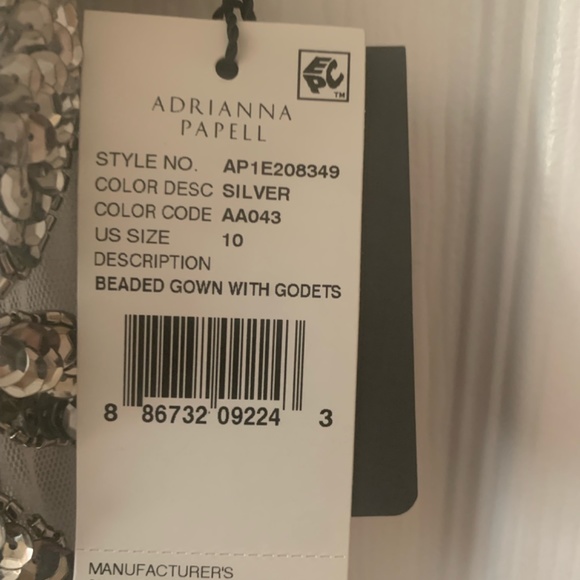 EPC
TM
ADRIANNA
PAPELL
STYLE NO. AP1E208349
COLOR DESC SILVER
COLOR CODE AA043
US SIZE 10
DESCRIPTION
BEADED GOWN WITH GODETS
8 86732 09224 3
MANUFACTURER'S